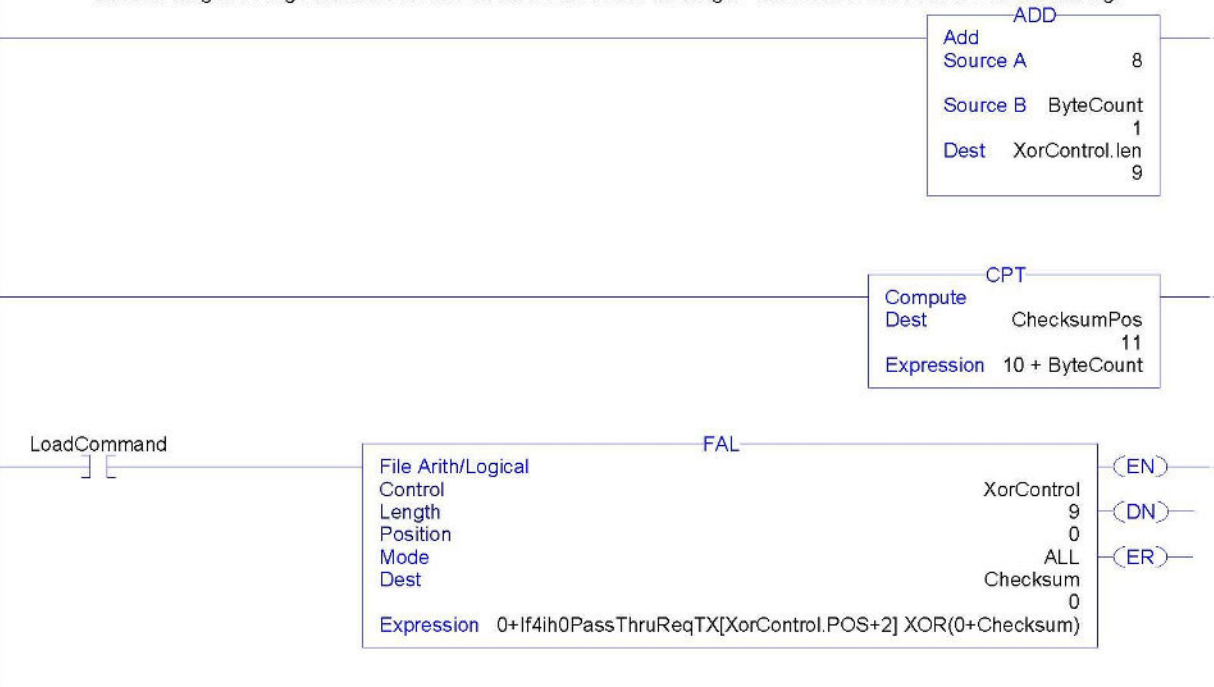 ADD
Add
Source A 8
Source B ByteCount
1
Dest XorControl.len
9
CPT
Compute
Dest ChecksumPos
11
Expression 10 + ByteCount
LoadCommand
FAL
File Arith/Logical
Control XorControl
Length 9
Position 0
Mode ALL
Dest Checksum
0
Expression 0+If4ih0PassThruReqTX[XorControl.POS+2] XOR(0+Checksum)
EN
DN
ER